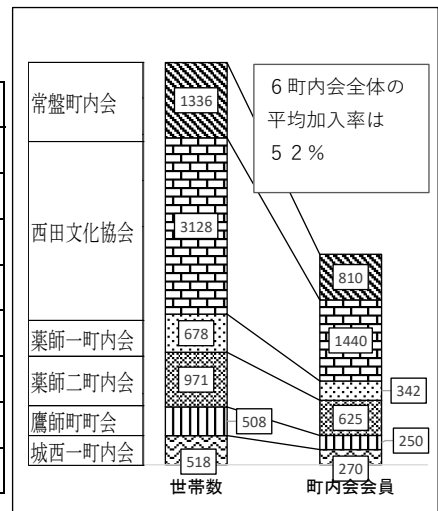 ６町内会全体の
平均加入率は
５２％
常盤町内会
1336
810
西田文化協会
3128
1440
薬師一町内会
678
342
薬師二町内会
971
625
鷹師町町会
508
250
城西一町内会
518
270
世帯数
町内会会員